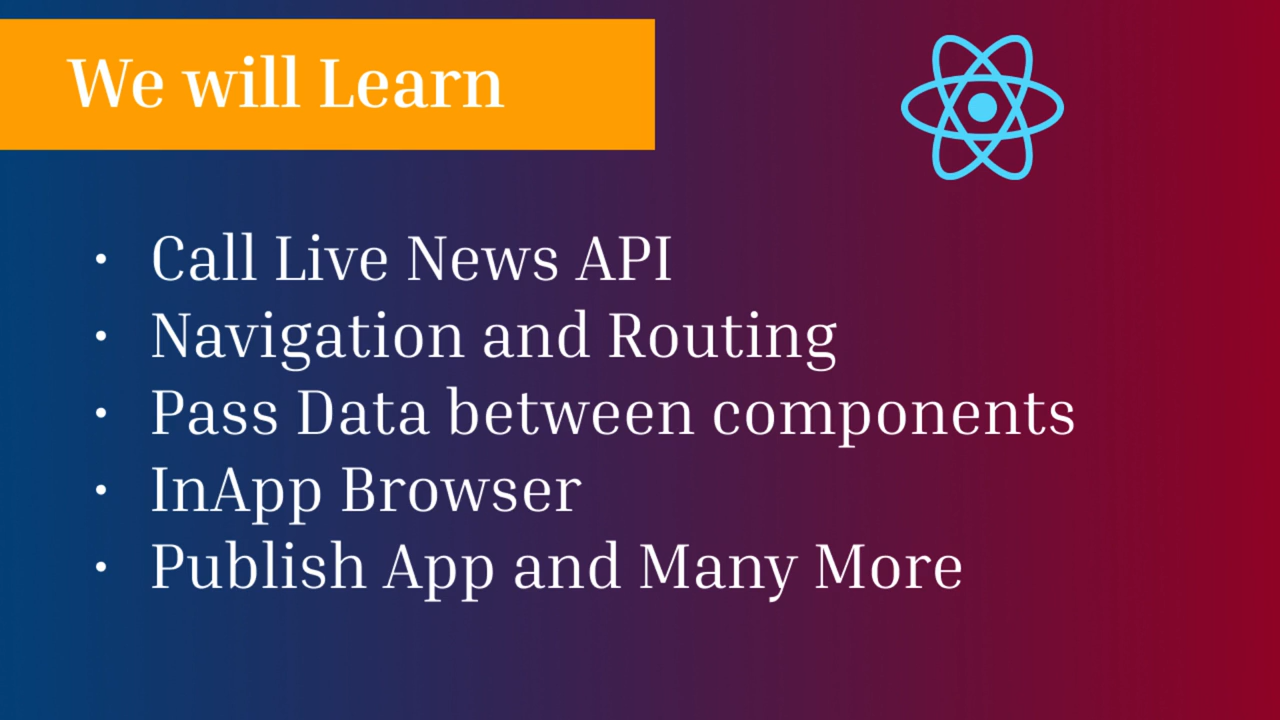 We will Learn
• Call Live News API
• Navigation and Routing
• Pass Data between components
• InApp Browser
• Publish App and Many More